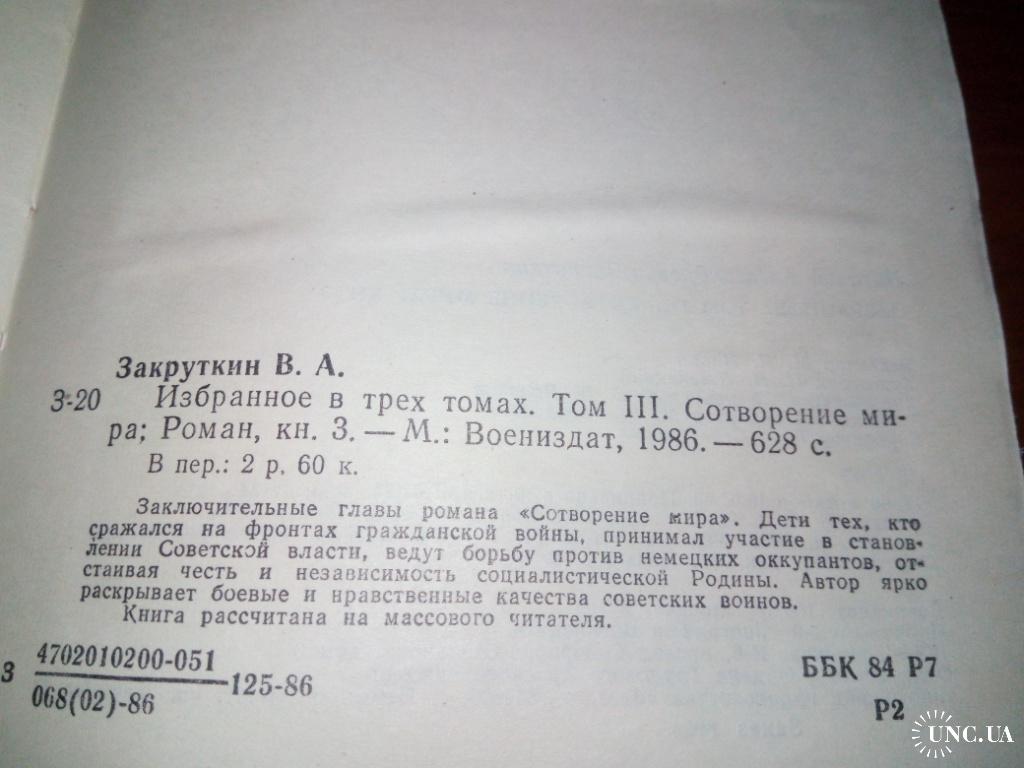 Закруткин В. А.
З-20 Избранное в трех томах. Том III. Сотворение ми-
ра; Роман, кн. 3. — М.: Воениздат, 1986. — 628 с.
В пер.: 2 р. 60 к.
Заключительные главы романа «Сотворение мира». Дети тех, кто
сражался на фронтах гражданской войны, принимал участие в станов-
лении Советской власти, ведут борьбу против немецких оккупантов, от-
стаивая честь и независимость социалистической Родины. Автор ярко
раскрывает боевые и нравственные качества советских воинов.
Книга рассчитана на массового читателя.
З 4702010200-051
068(02)-86
125-86
ББК 84 Р7
Р2
UNC.UA